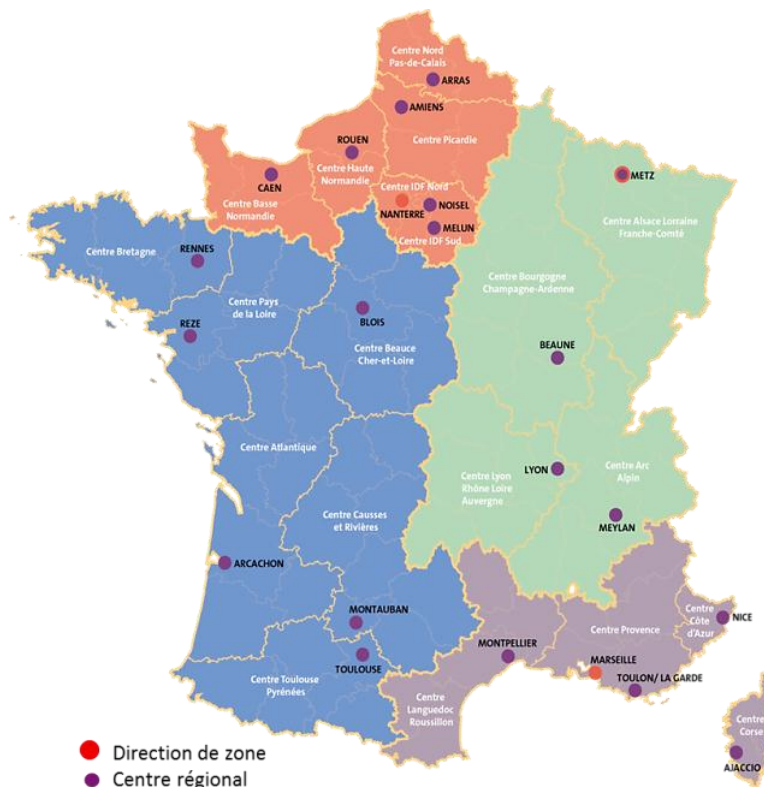 Centre Nord
Pas-de-Calais
ARRAS
AMIENS
ROUEN
Centre Picardie
Centre Haute
Normandie
CAEN
Centre Basse
Normandie
Centre IDF Nord
NOISEL
NANTERRE
MELUN
Centre IDF Sud
METZ
Centre Alsace Lorraine
Franche-Comté
Centre Bretagne
RENNES
Centre Pays
de la Loire
REZE
BLOIS
Centre Beauce
Cher-et-Loire
Centre Bourgogne
Champagne-Ardenne
BEAUNE
Centre Atlantique
Centre Lyon
Rhône Loire
Auvergne
LYON
Centre Arc
Alpin
MEYLAN
Centre Causses
et Rivières
ARCACHON
MONTAUBAN
TOULOUSE
Centre Toulouse
Pyrénées
MONTPELLIER
Centre
Languedoc
Roussillon
Centre Provence
Centre
Côte
d'Azur
NICE
MARSEILLE
TOULON/ LA GARDE
Centre
Corse
AJACCIO
Direction de zone
Centre régional